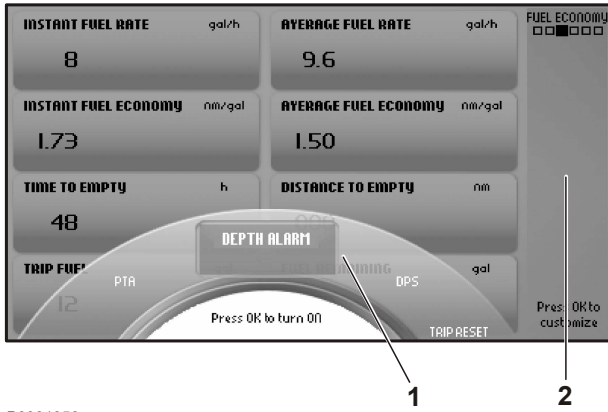 INSTANT FUEL RATE gal/h
8
AVERAGE FUEL RATE gal/h
9.6
FUEL ECONOMY
INSTANT FUEL ECONOMY nm/gal
1.73
AVERAGE FUEL ECONOMY nm/gal
1.50
TIME TO EMPTY h
48
DISTANCE TO EMPTY nm
TRIP FUEL
12
FUEL REMAINING gal
DEPTH ALARM
PTA
DPS
TRIP RESET
Press OK to turn ON
Press OK to
customize
1
2